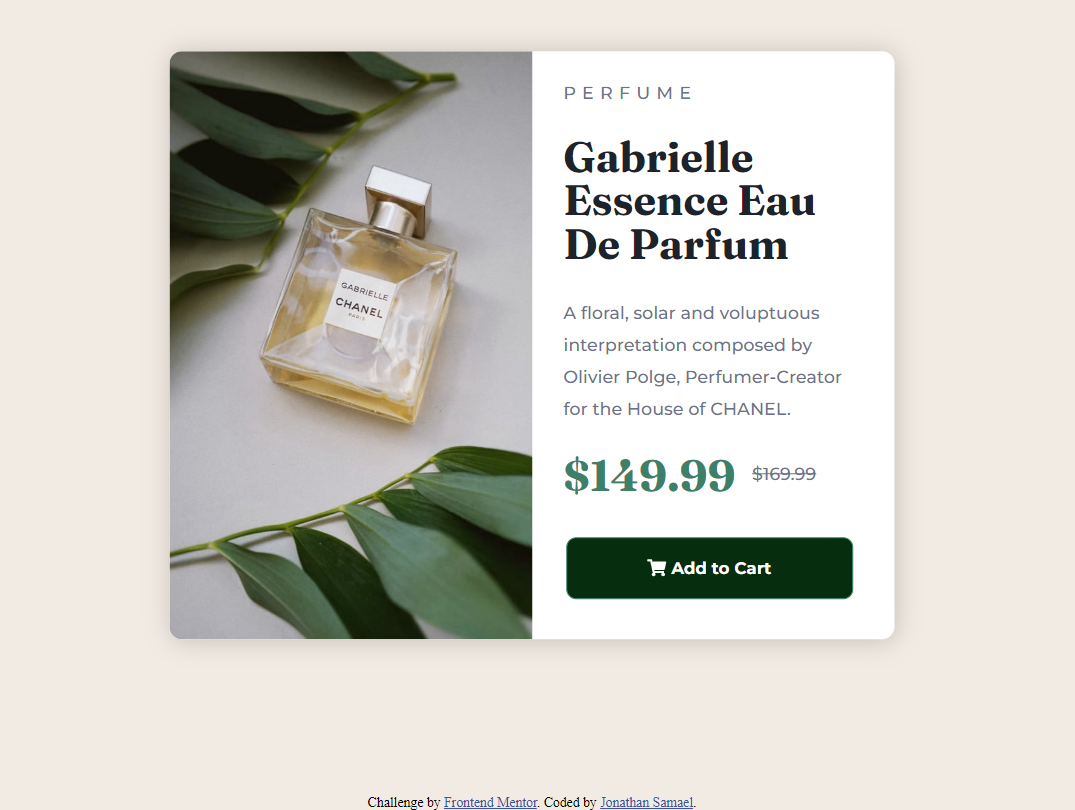 GABRIELLE
CHANEL
PARIS
PERFUME
Gabrielle
Essence Eau
De Parfum
A floral, solar and voluptuous
interpretation composed by
Olivier Polge, Perfumer-Creator
for the House of CHANEL.
$149.99 $169.99
Add to Cart
Challenge by Frontend Mentor. Coded by Jonathan Samael.